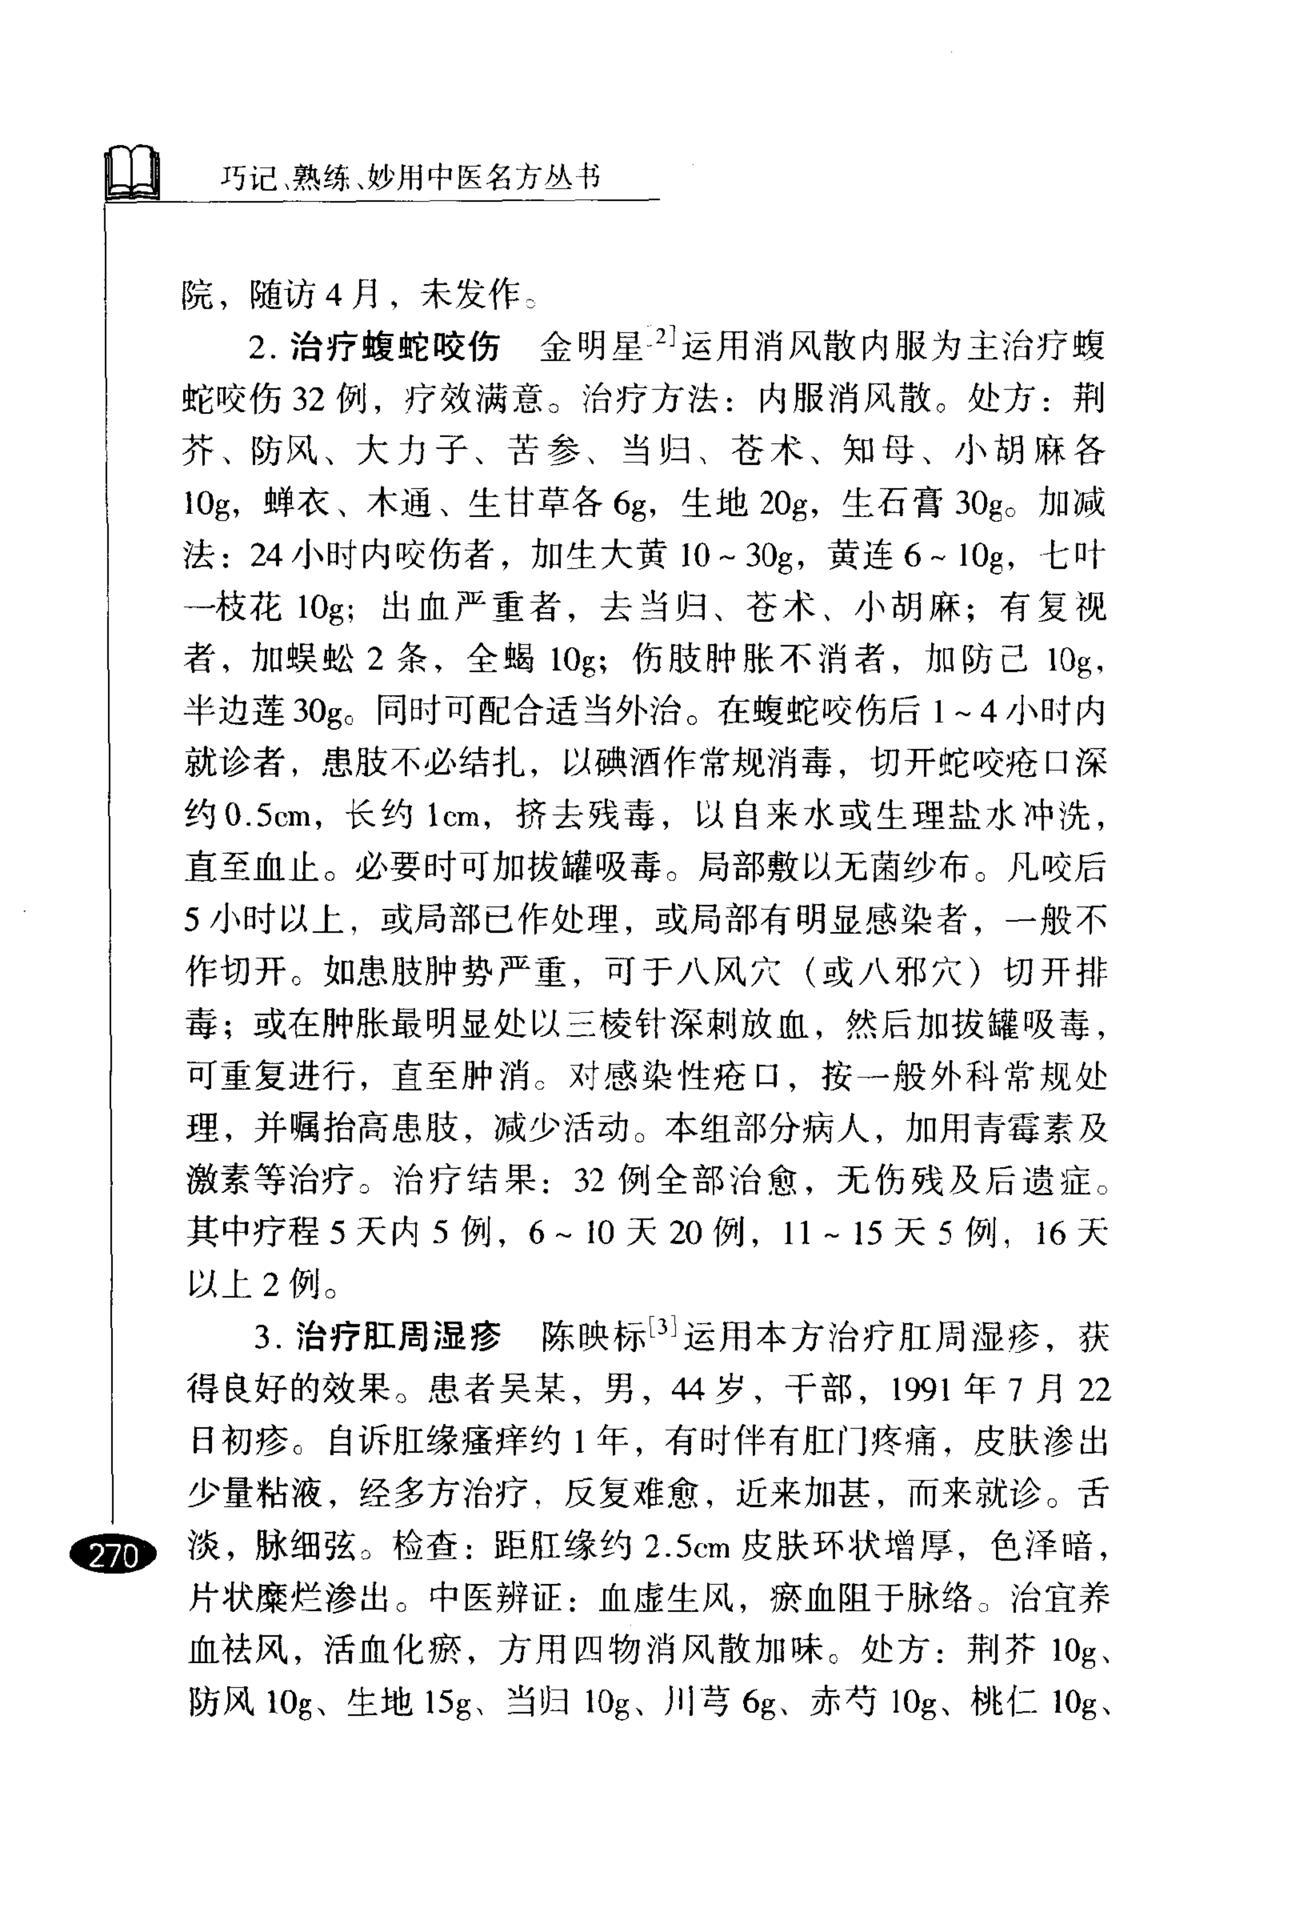 巧记、熟练、妙用中医名方丛书
院，随访4月，未发作。
2. 治疗蝮蛇咬伤　金明星[2]运用消风散内服为主治疗蝮
蛇咬伤32例，疗效满意。治疗方法：内服消风散。处方：荆
芥、防风、大力子、苦参、当归、苍术、知母、小胡麻各
10g，蝉衣、木通、生甘草各6g，生地20g，生石膏30g。加减
法：24小时内咬伤者，加生大黄10～30g，黄连6～10g，七叶
一枝花10g；出血严重者，去当归、苍术、小胡麻；有复视
者，加蜈蚣2条，全蝎10g；伤肢肿胀不消者，加防己10g，
半边莲30g。同时可配合适当外治。在蝮蛇咬伤后1～4小时内
就诊者，患肢不必结扎，以碘酒作常规消毒，切开蛇咬疮口深
约0.5cm，长约1cm，挤去残毒，以自来水或生理盐水冲洗，
直至血止。必要时可加拔罐吸毒。局部敷以无菌纱布。凡咬后
5小时以上，或局部已作处理，或局部有明显感染者，一般不
作切开。如患肢肿势严重，可于八风穴（或八邪穴）切开排
毒；或在肿胀最明显处以三棱针深刺放血，然后加拔罐吸毒，
可重复进行，直至肿消。对感染性疮口，按一般外科常规处
理，并嘱抬高患肢，减少活动。本组部分病人，加用青霉素及
激素等治疗。治疗结果：32例全部治愈，无伤残及后遗症。
其中疗程5天内5例，6～10天20例，11～15天5例，16天
以上2例。
3. 治疗肛周湿疹　陈映标[3]运用本方治疗肛周湿疹，获
得良好的效果。患者吴某，男，44岁，干部，1991年7月22
日初疹。自诉肛缘瘙痒约1年，有时伴有肛门疼痛，皮肤渗出
少量粘液，经多方治疗，反复难愈，近来加甚，而来就诊。舌
淡，脉细弦。检查：距肛缘约2.5cm皮肤环状增厚，色泽暗，
片状糜烂渗出。中医辨证：血虚生风，瘀血阻于脉络。治宜养
血祛风，活血化瘀，方用四物消风散加味。处方：荆芥10g、
防风10g、生地15g、当归10g、川芎6g、赤芍10g、桃仁10g、
270